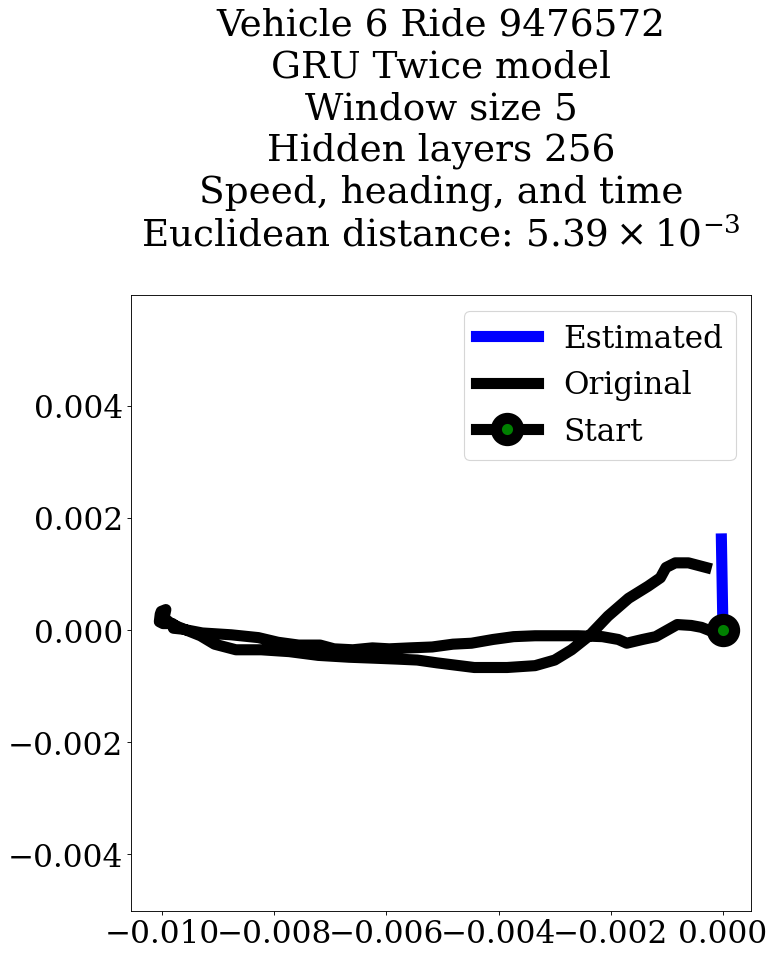 Vehicle 6 Ride 9476572
GRU Twice model
Window size 5
Hidden layers 256
Speed, heading, and time
Euclidean distance: 5.39 × 10⁻³
Estimated
Original
Start
0.004
0.002
0.000
−0.002
−0.004
−0.010 −0.008 −0.006 −0.004 −0.002 0.000